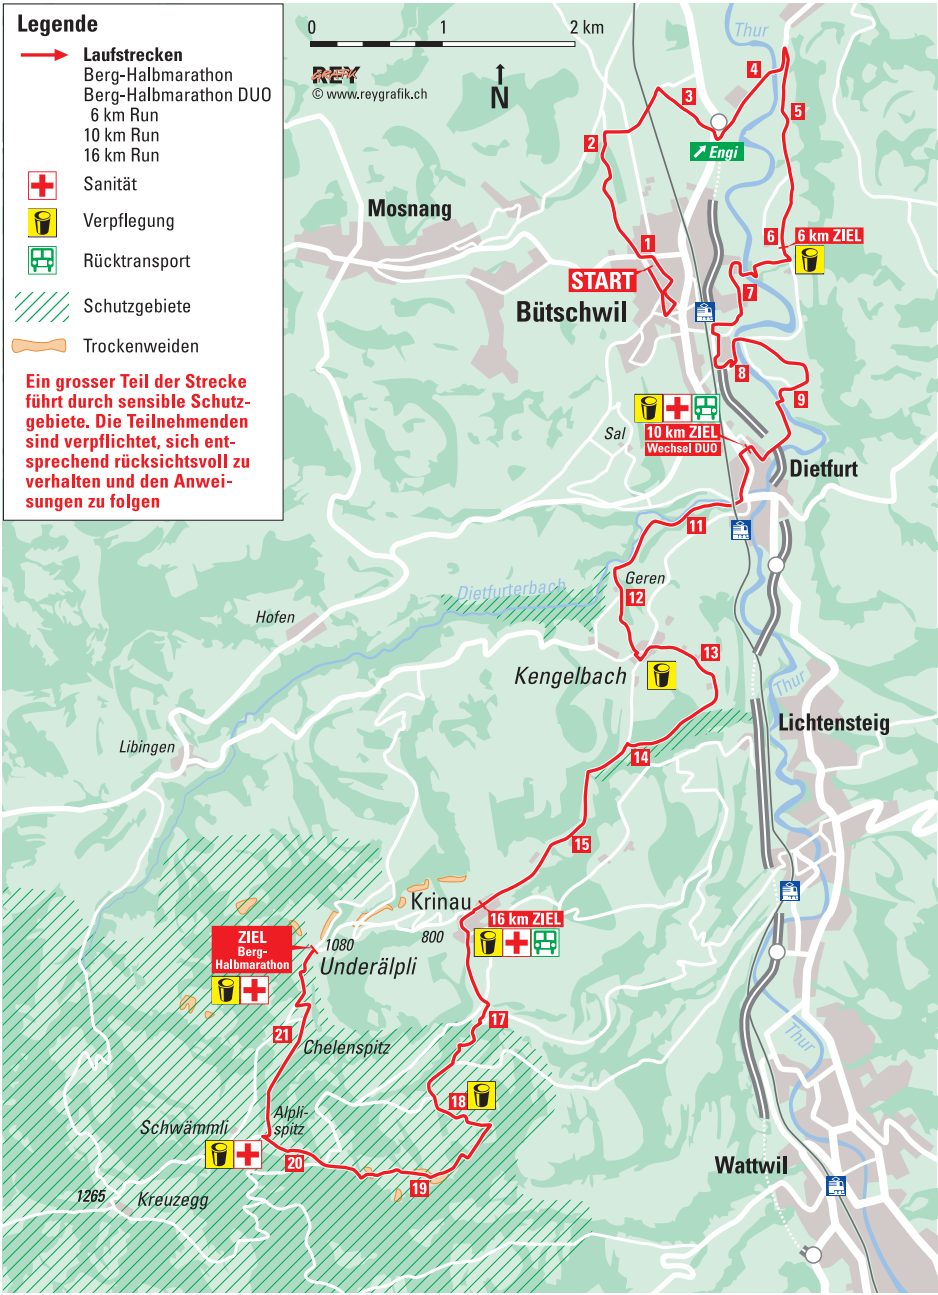 Legende
Laufstrecken
Berg-Halbmarathon
Berg-Halbmarathon DUO
6 km Run
10 km Run
16 km Run
Sanität
Verpflegung
Rücktransport
Schutzgebiete
Trockenweiden
Ein grosser Teil der Strecke
führt durch sensible Schutz-
gebiete. Die Teilnehmenden
sind verpflichtet, sich ent-
sprechend rücksichtsvoll zu
verhalten und den Anwei-
sungen zu folgen
0 1 2 km
REY
GRAFIK
© www.reygrafik.ch
N
Thur
4
3
5
2
Engi
Mosnang
1
6
6 km ZIEL
START
7
Bütschwil
8
9
Sal
10 km ZIEL
Wechsel DUO
Dietfurt
11
Dietfurterbach
Geren
12
Hofen
13
Kengelbach
Thur
Lichtensteig
Libingen
14
15
Krinau
16 km ZIEL
800
ZIEL
Berg-
Halbmarathon
1080
Underälpli
17
21
Chelenspitz
Thur
18
Alpli-
spitz
Schwämmli
20
Wattwil
19
1265
Kreuzegg